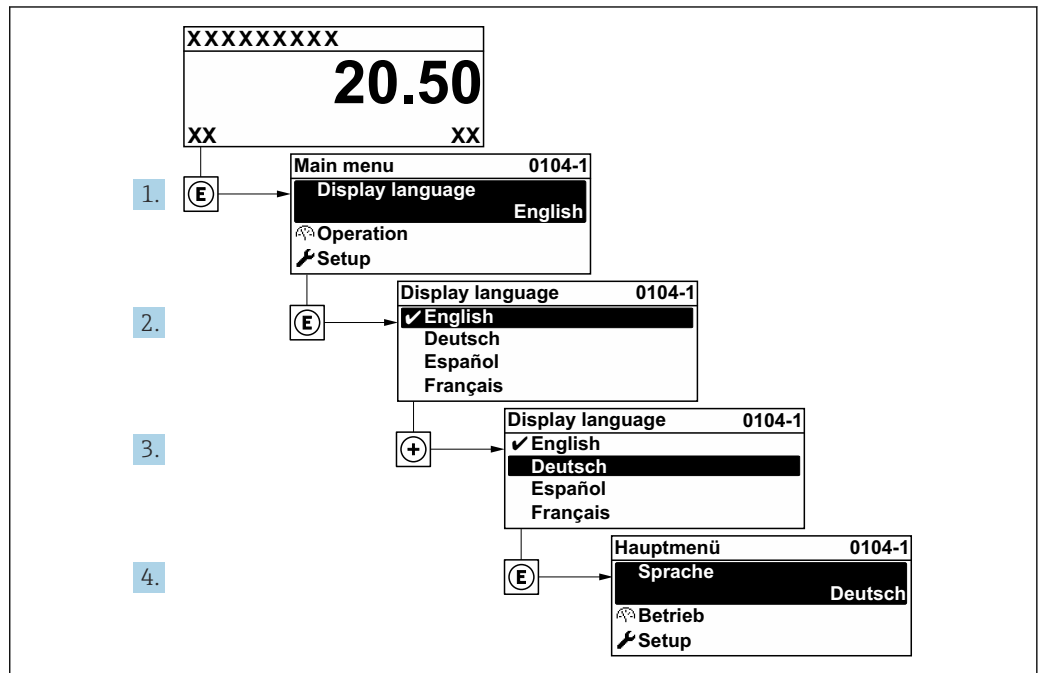 XXXXXXXXX
20.50
XX XX
1. E
Main menu 0104-1
Display language
English
Operation
Setup
2. E
Display language 0104-1
✔English
Deutsch
Español
Français
3. +
Display language 0104-1
✔English
Deutsch
Español
Français
4. E
Hauptmenü 0104-1
Sprache
Deutsch
Betrieb
Setup